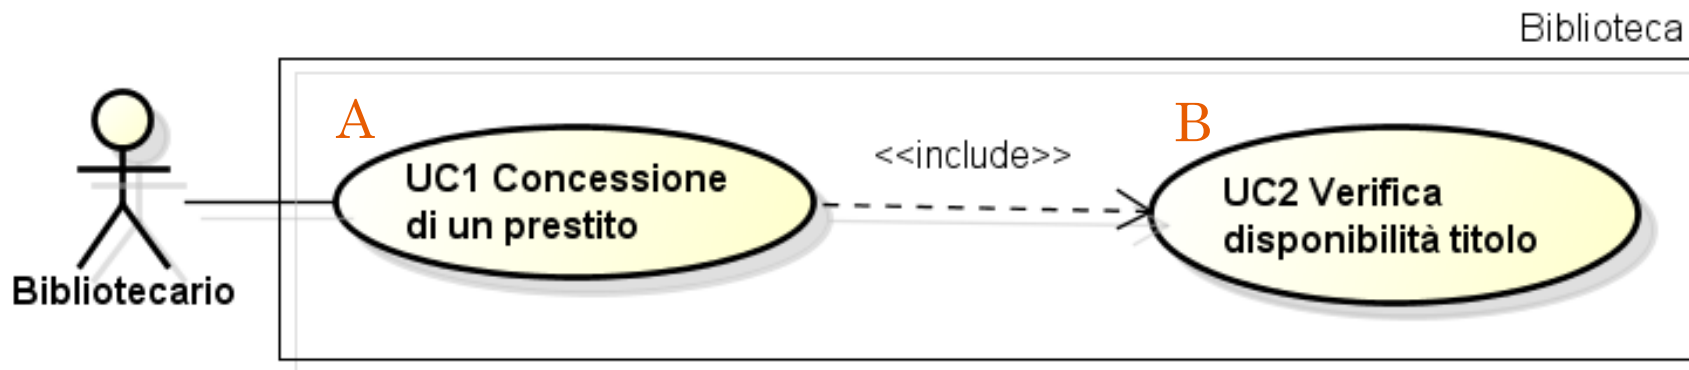 Biblioteca
A
B
<<include>>
UC1 Concessione
di un prestito
UC2 Verifica
disponibilità titolo
Bibliotecario